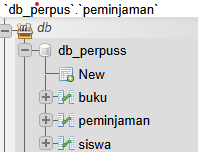 `db_perpus`.`peminjaman`
db
db_perpuss
New
buku
peminjaman
siswa